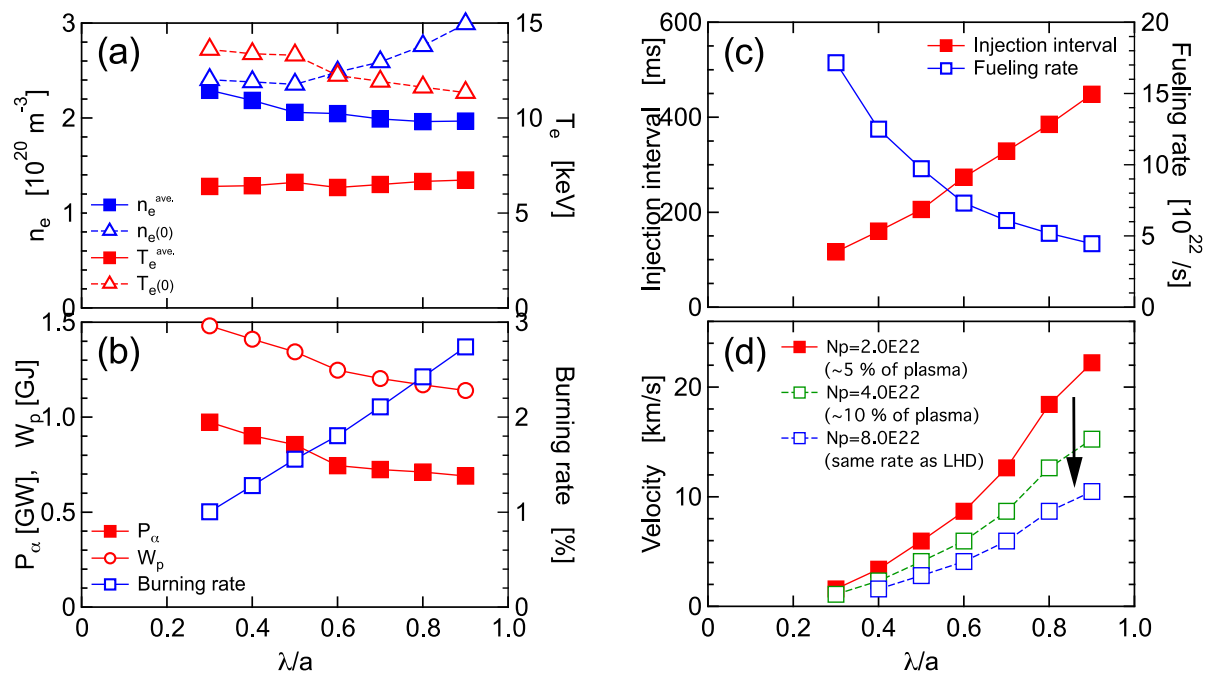 (a)
3
2
1
0
n_e [10^20 m^-3]
15
10
5
0
T_e [keV]
n_e^ave.
n_e(0)
T_e^ave.
T_e(0)
(b)
1.5
1.0
0.5
0
P_α [GW], W_p [GJ]
3
2
1
0
Burning rate [%]
P_α
W_p
Burning rate
0 0.2 0.4 0.6 0.8 1.0
λ/a
(c)
600
400
200
0
Injection interval [ms]
20
15
10
5
0
Fueling rate [10^22/s]
Injection interval
Fueling rate
(d)
20
10
0
Velocity [km/s]
Np=2.0E22
(~5 % of plasma)
Np=4.0E22
(~10 % of plasma)
Np=8.0E22
(same rate as LHD)
0 0.2 0.4 0.6 0.8 1.0
λ/a